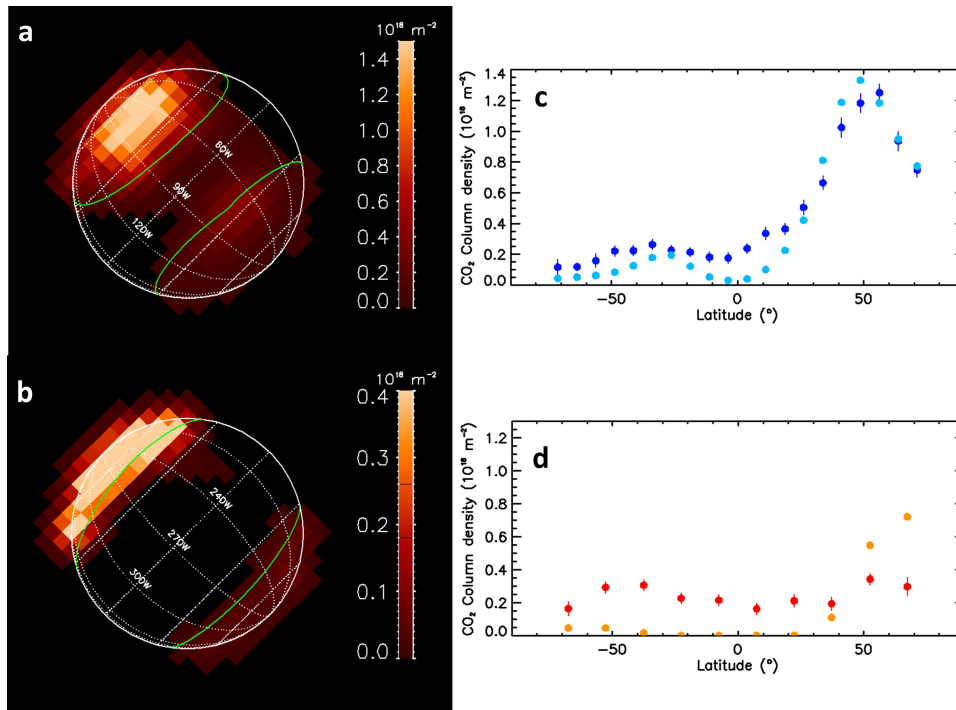 a
10¹⁸ m⁻²
1.4
1.2
1.0
0.8
0.6
0.4
0.2
0.0
60W
90W
120W
b
10¹⁸ m⁻²
0.4
0.3
0.2
0.1
0.0
240W
270W
300W
c
CO₂ Column density (10¹⁸ m⁻²)
1.4
1.2
1.0
0.8
0.6
0.4
0.2
0.0
−50
0
50
Latitude (°)
d
CO₂ Column density (10¹⁸ m⁻²)
1.2
1.0
0.8
0.6
0.4
0.2
0.0
−50
0
50
Latitude (°)